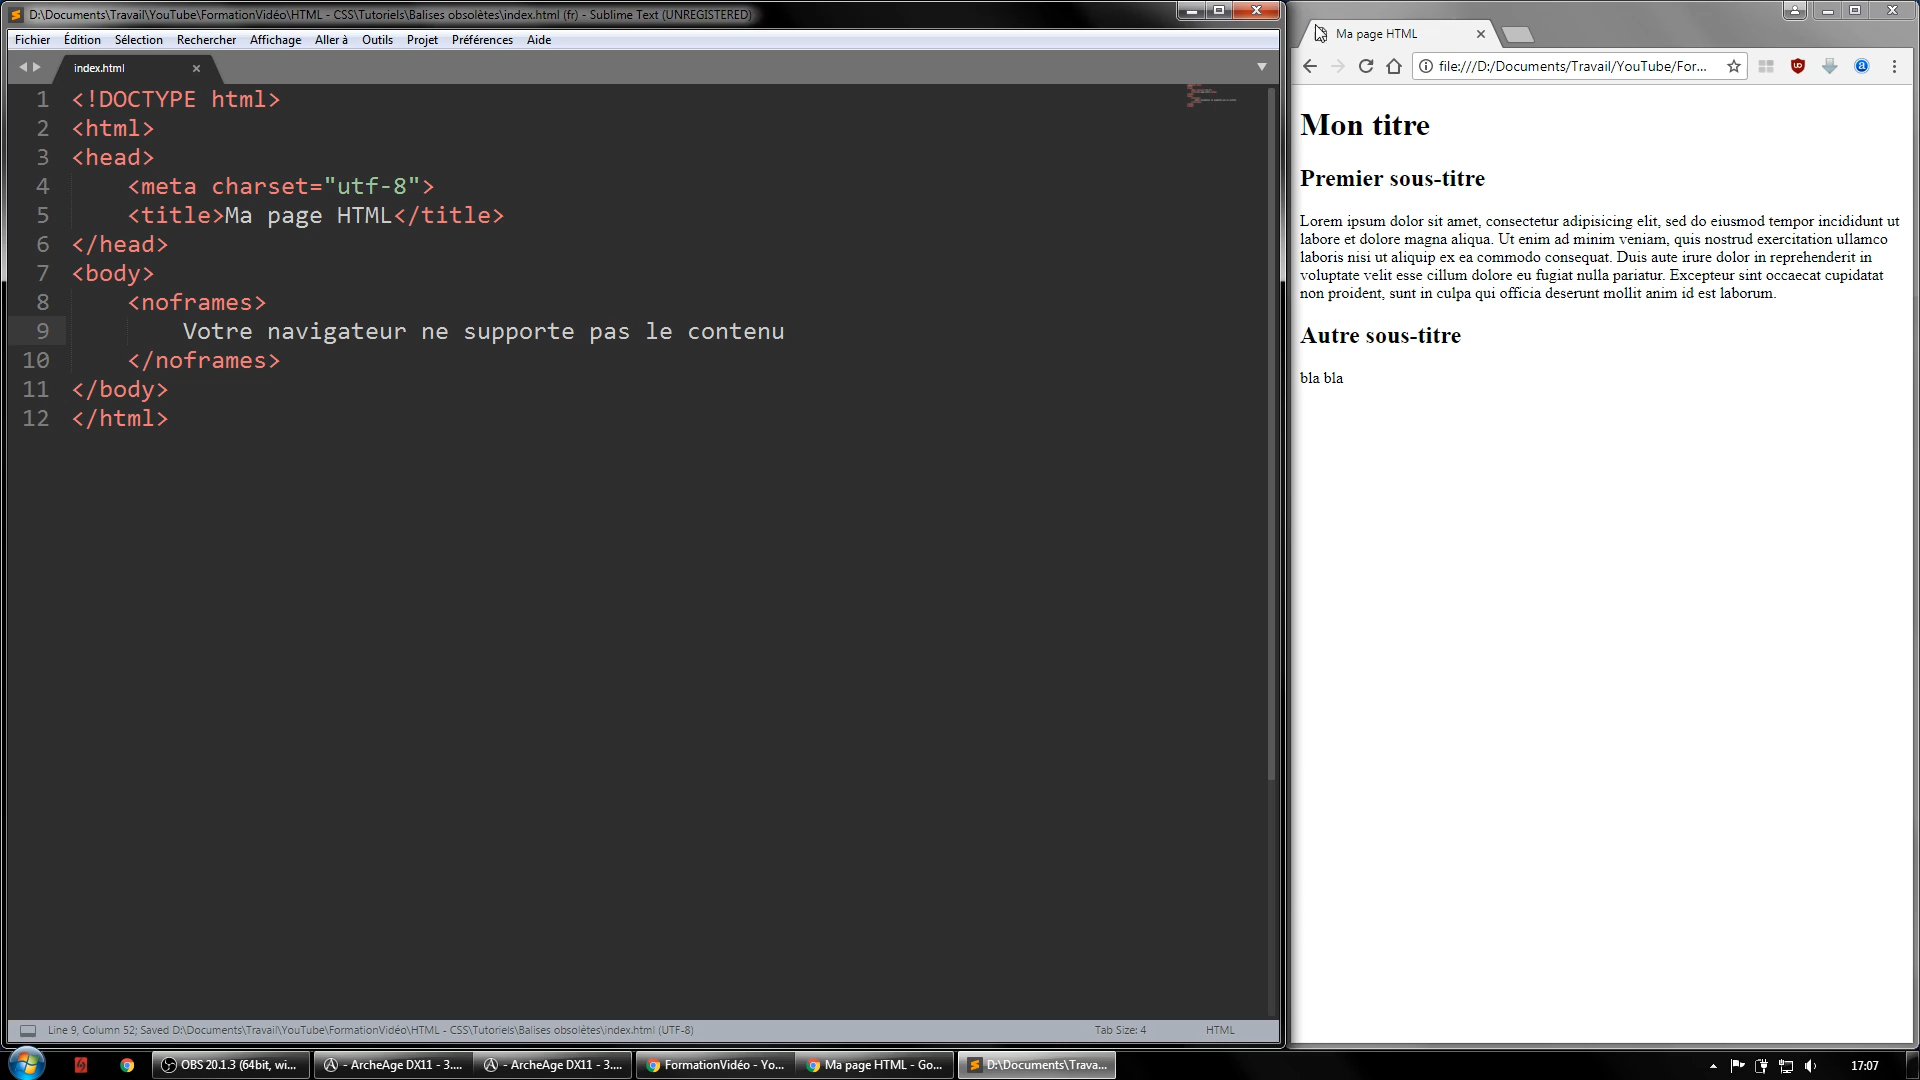 D:\Documents\Travail\YouTube\FormationVidéo\HTML - CSS\Tutoriels\Balises obsolètes\index.html (fr) - Sublime Text (UNREGISTERED)
Fichier Édition Sélection Rechercher Affichage Aller à Outils Projet Préférences Aide
index.html
1 <!DOCTYPE html>
2 <html>
3 <head>
4 <meta charset="utf-8">
5 <title>Ma page HTML</title>
6 </head>
7 <body>
8 <noframes>
9 Votre navigateur ne supporte pas le contenu
10 </noframes>
11 </body>
12 </html>
Line 9, Column 52; Saved D:\Documents\Travail\YouTube\FormationVidéo\HTML - CSS\Tutoriels\Balises obsolètes\index.html (UTF-8)
Tab Size: 4
HTML
Ma page HTML
file:///D:/Documents/Travail/YouTube/For...
Mon titre
Premier sous-titre
Lorem ipsum dolor sit amet, consectetur adipisicing elit, sed do eiusmod tempor incididunt ut
labore et dolore magna aliqua. Ut enim ad minim veniam, quis nostrud exercitation ullamco
laboris nisi ut aliquip ex ea commodo consequat. Duis aute irure dolor in reprehenderit in
voluptate velit esse cillum dolore eu fugiat nulla pariatur. Excepteur sint occaecat cupidatat
non proident, sunt in culpa qui officia deserunt mollit anim id est laborum.
Autre sous-titre
bla bla
OBS 20.1.3 (64bit, wi...
- ArcheAge DX11 - 3....
- ArcheAge DX11 - 3....
FormationVidéo - Yo...
Ma page HTML - Go...
D:\Documents\Trava...
17:07